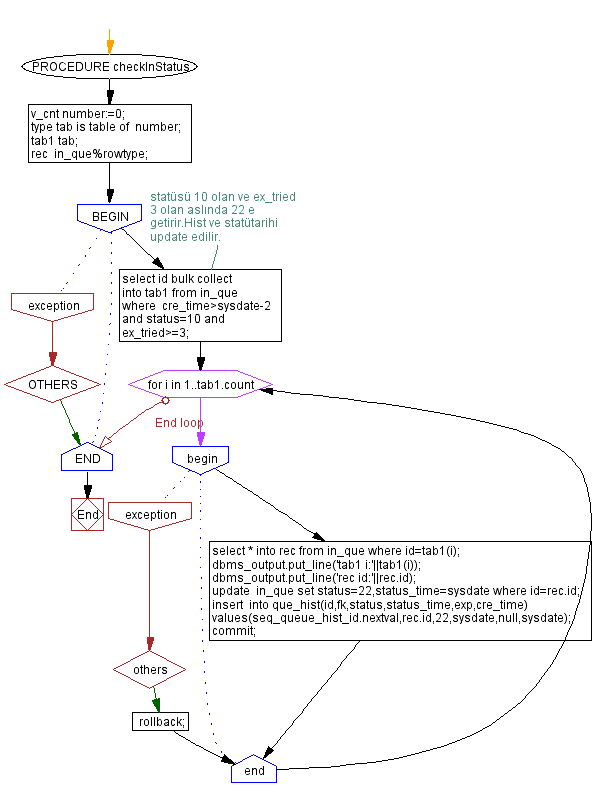 PROCEDURE checkInStatus
v_cnt number:=0;
type tab is table of  number;
tab1 tab;
rec  in_que%rowtype;
BEGIN
statüsü 10 olan ve ex_tried
3 olan aslında 22 e
getirir.Hist ve statütarihi
update edilir.
exception
select id bulk collect
into tab1 from in_que
where  cre_time>sysdate-2
and status=10 and
ex_tried>=3;
OTHERS
for i in 1..tab1.count
End loop
END
begin
End
exception
select * into rec from in_que where id=tab1(i);
dbms_output.put_line('tab1 i:'||tab1(i));
dbms_output.put_line('rec id:'||rec.id);
update  in_que set status=22,status_time=sysdate where id=rec.id;
insert  into que_hist(id,fk,status,status_time,exp,cre_time)
values(seq_queue_hist_id.nextval,rec.id,22,sysdate,null,sysdate);
commit;
others
rollback;
end